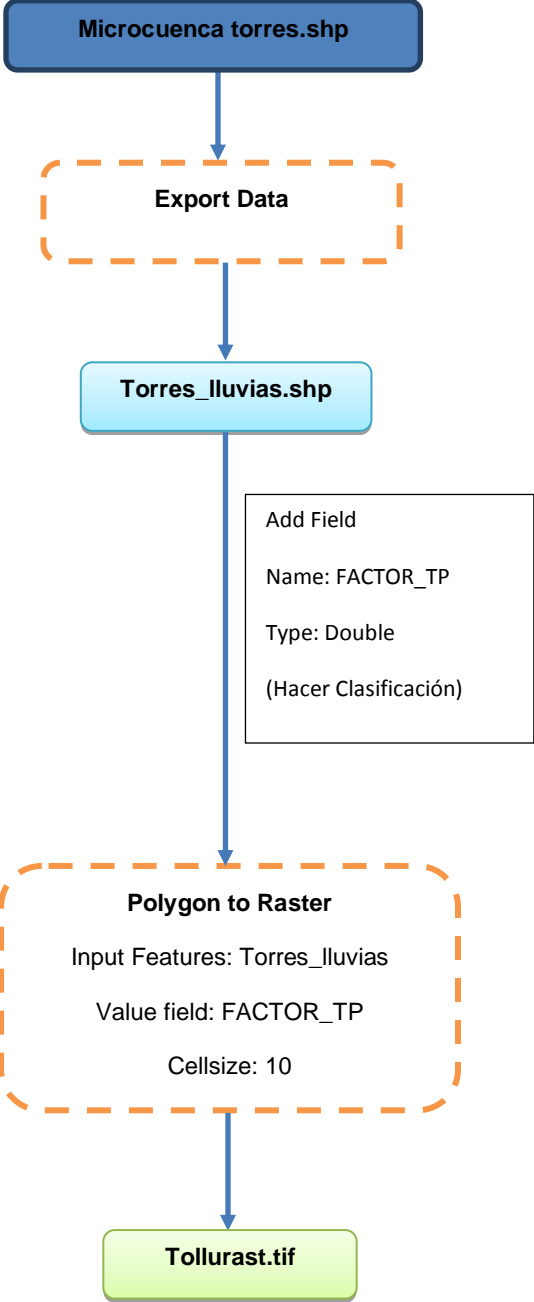 Microcuenca torres.shp
Export Data
Torres_lluvias.shp
Add Field
Name: FACTOR_TP
Type: Double
(Hacer Clasificación)
Polygon to Raster
Input Features: Torres_lluvias
Value field: FACTOR_TP
Cellsize: 10
Tollurast.tif